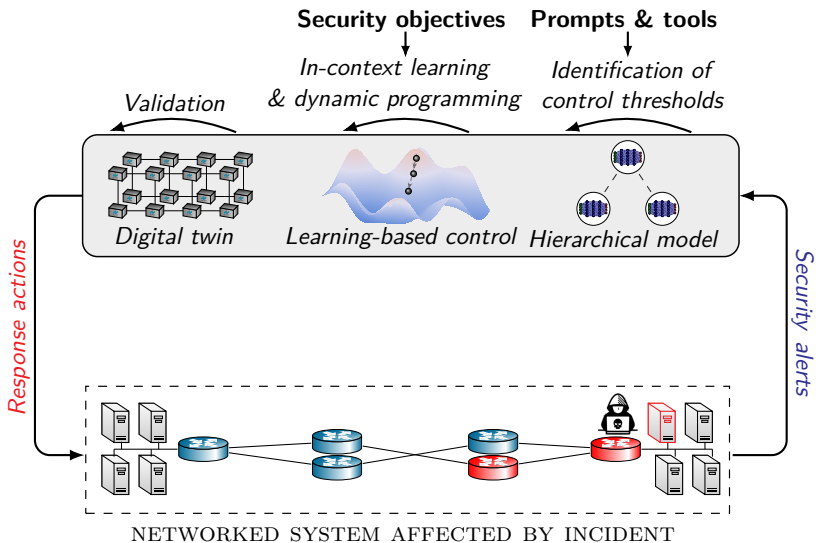 Security objectives
Prompts & tools
In-context learning
& dynamic programming
Identification of
control thresholds
Validation
Digital twin
Learning-based control
Hierarchical model
Response actions
Security alerts
NETWORKED SYSTEM AFFECTED BY INCIDENT